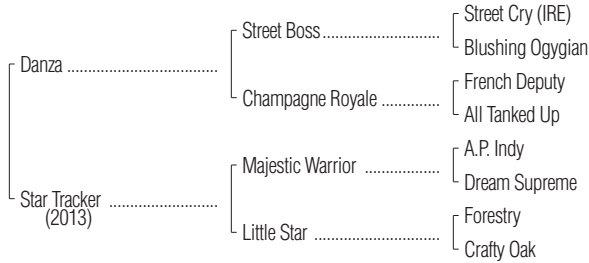 Street Cry (IRE)
Street Boss
Blushing Ogygian
Danza
French Deputy
Champagne Royale
All Tanked Up
A.P. Indy
Majestic Warrior
Dream Supreme
Star Tracker
(2013)
Forestry
Little Star
Crafty Oak